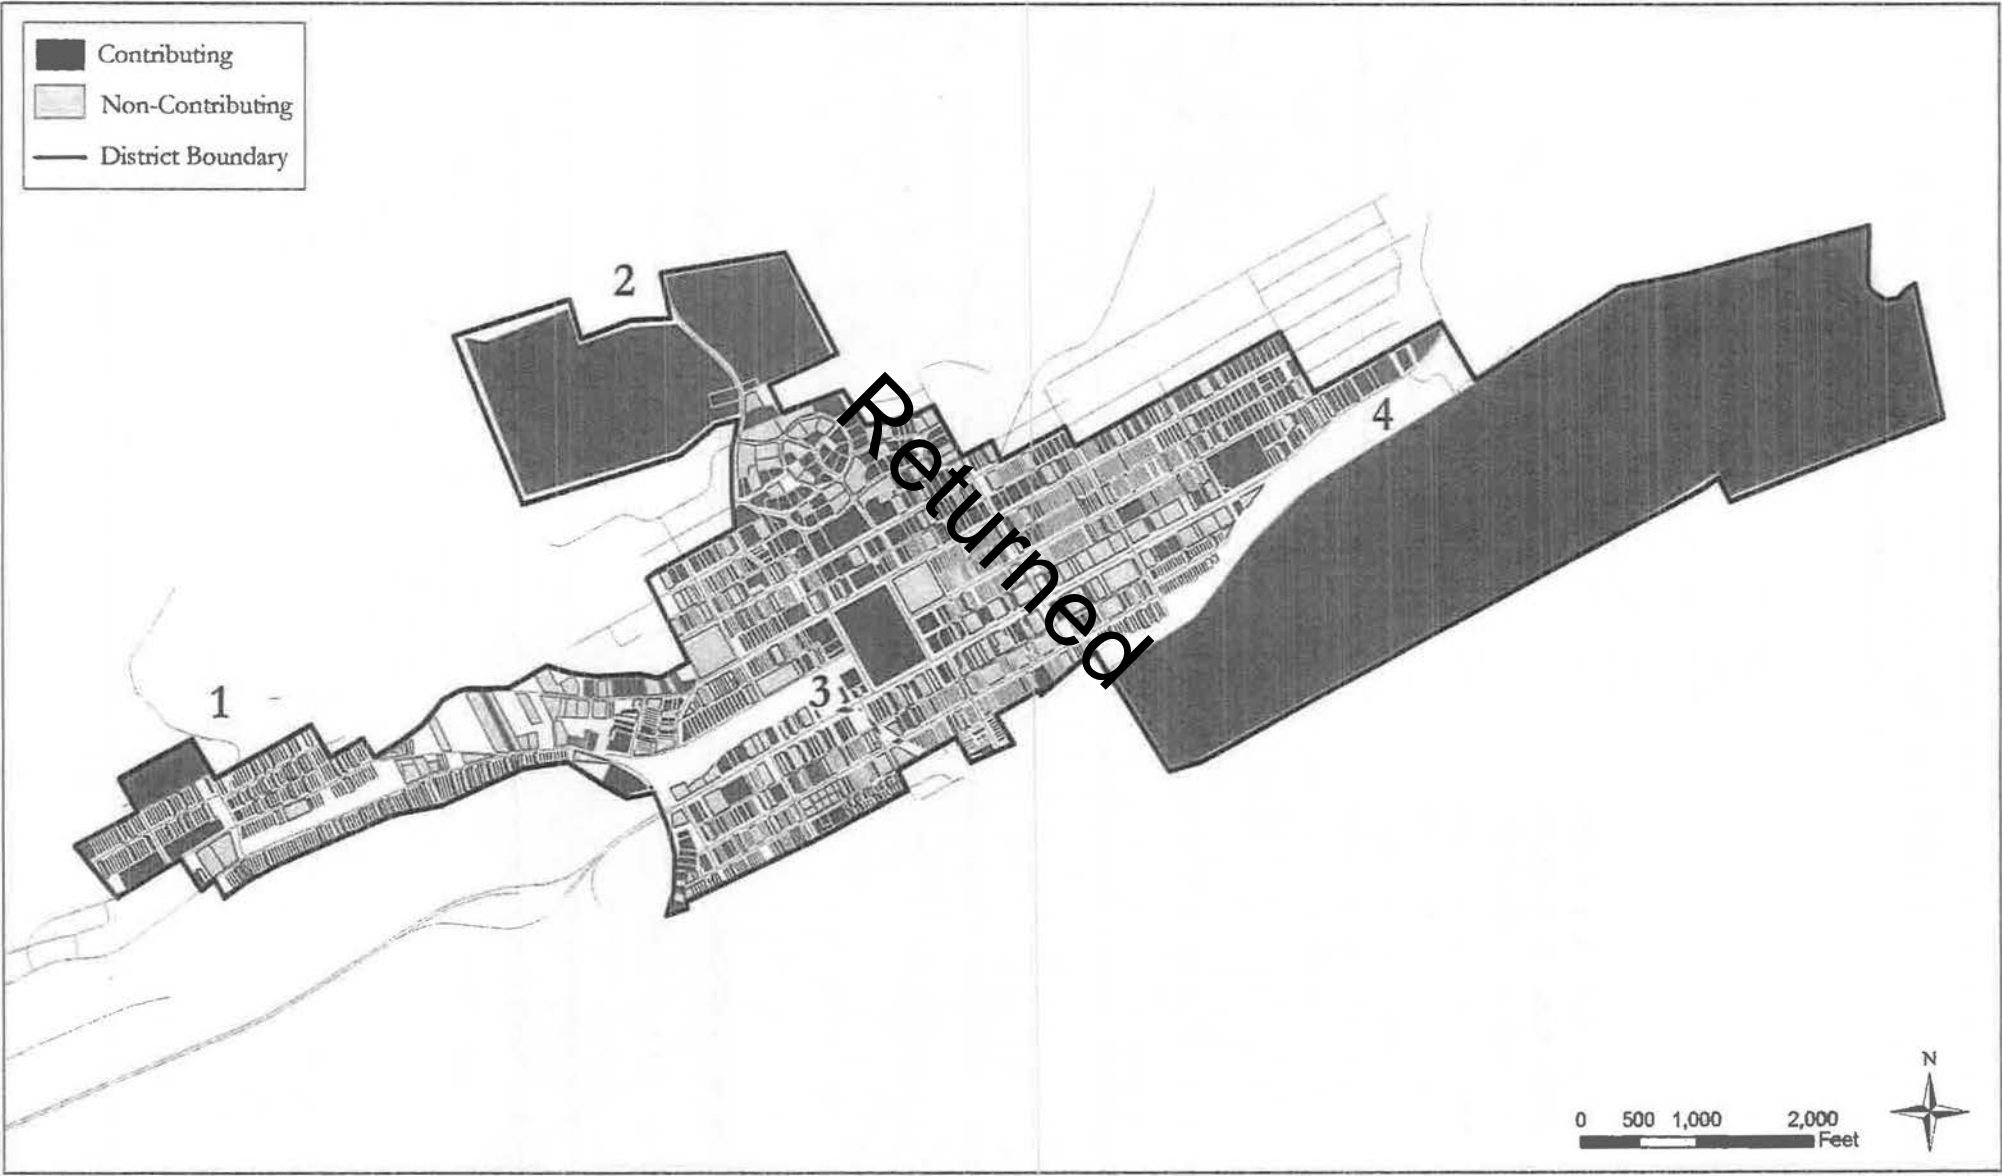 Contributing
Non-Contributing
District Boundary
2
4
Returned
1
3
N
0 500 1,000 2,000
Feet